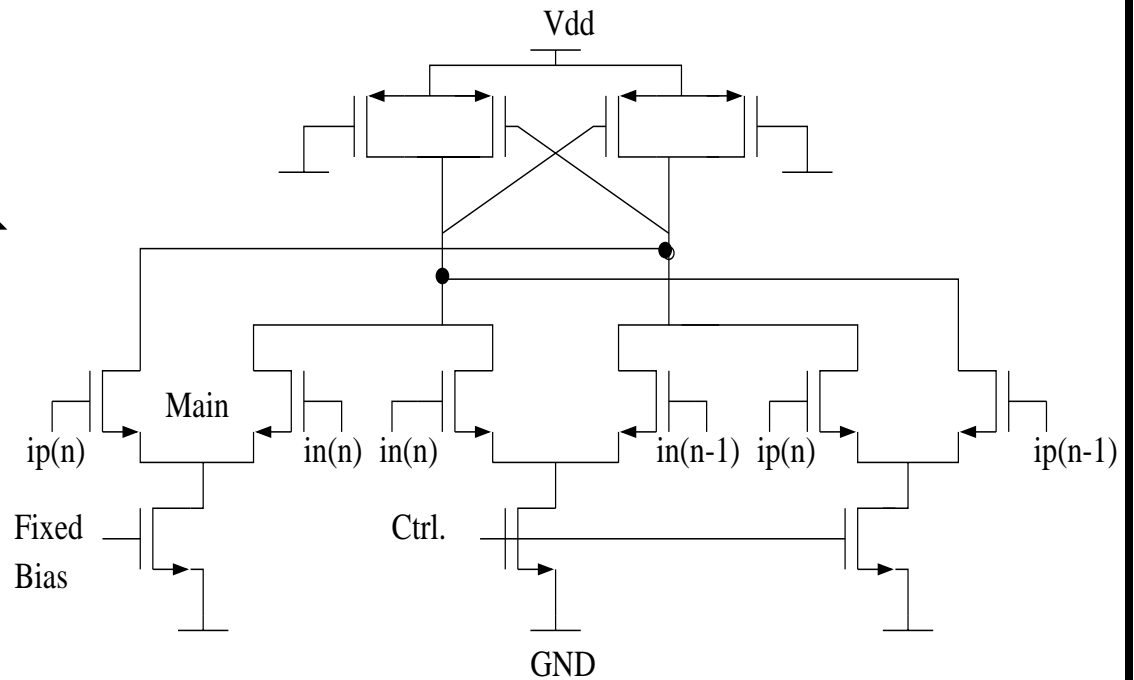 Vdd
Main
ip(n)
in(n)
in(n)
in(n-1)
ip(n)
ip(n-1)
Fixed
Bias
Ctrl.
GND